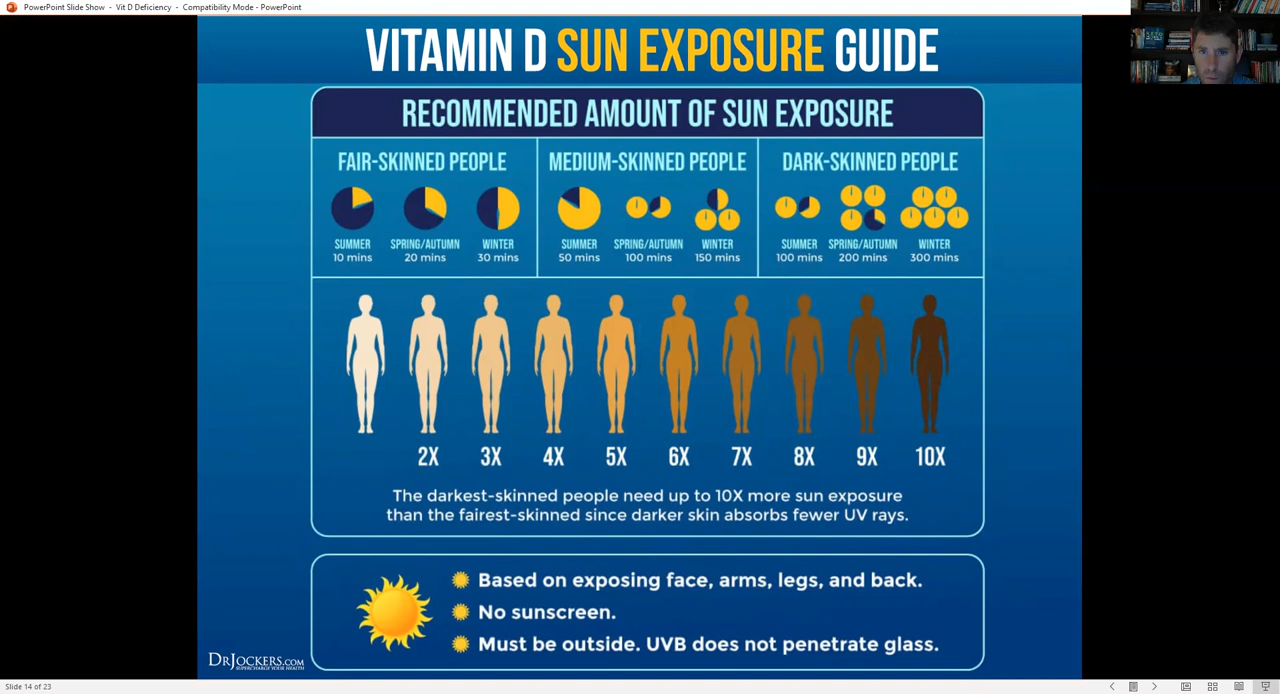 PowerPoint Slide Show - Vit D Deficiency - Compatibility Mode - PowerPoint
VITAMIN D SUN EXPOSURE GUIDE
RECOMMENDED AMOUNT OF SUN EXPOSURE
FAIR-SKINNED PEOPLE
SUMMER
10 mins
SPRING/AUTUMN
20 mins
WINTER
30 mins
MEDIUM-SKINNED PEOPLE
SUMMER
50 mins
SPRING/AUTUMN
100 mins
WINTER
150 mins
DARK-SKINNED PEOPLE
SUMMER
100 mins
SPRING/AUTUMN
200 mins
WINTER
300 mins
2X 3X 4X 5X 6X 7X 8X 9X 10X
The darkest-skinned people need up to 10X more sun exposure
than the fairest-skinned since darker skin absorbs fewer UV rays.
Based on exposing face, arms, legs, and back.
No sunscreen.
Must be outside. UVB does not penetrate glass.
DRJOCKERS.COM
SUPERCHARGE YOUR HEALTH
Slide 14 of 23